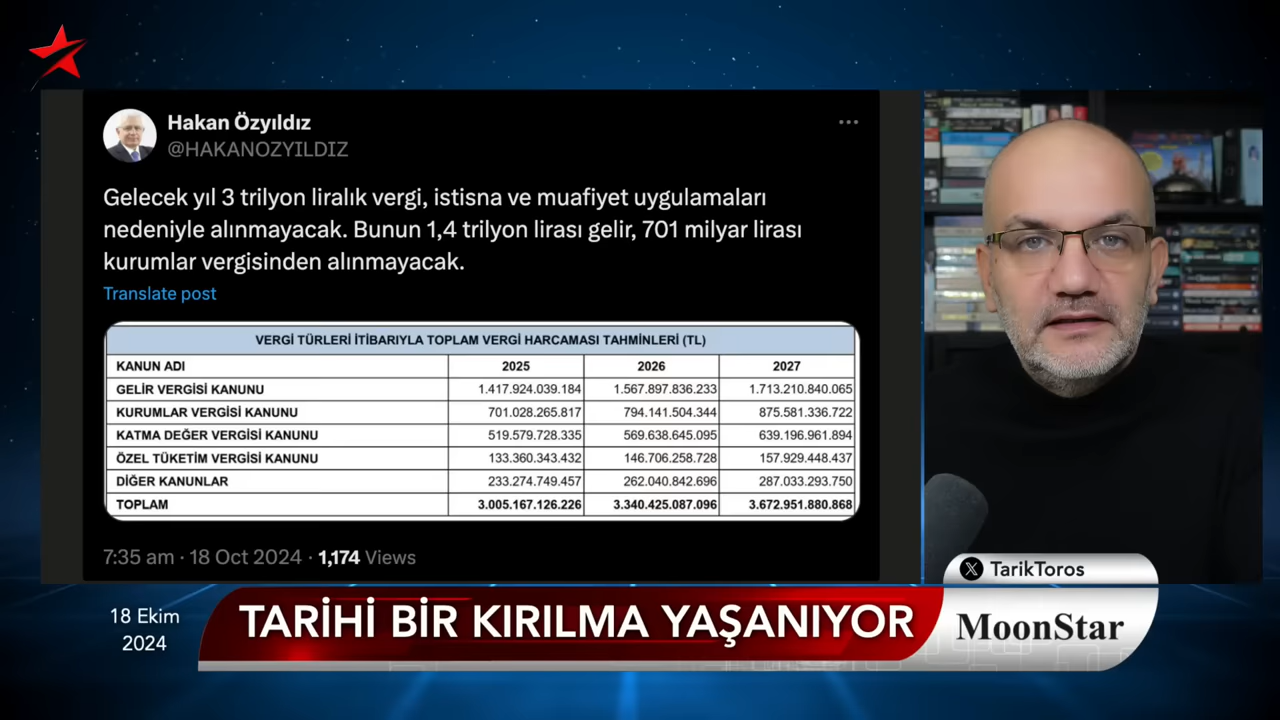 Hakan Özyıldız
@HAKANOZYILDIZ
Gelecek yıl 3 trilyon liralık vergi, istisna ve muafiyet uygulamaları
nedeniyle alınmayacak. Bunun 1,4 trilyon lirası gelir, 701 milyar lirası
kurumlar vergisinden alınmayacak.
Translate post
VERGİ TÜRLERİ İTİBARIYLA TOPLAM VERGİ HARCAMASI TAHMİNLERİ (TL)
KANUN ADI 2025 2026 2027
GELİR VERGİSİ KANUNU 1.417.924.039.184 1.567.897.836.233 1.713.210.840.065
KURUMLAR VERGİSİ KANUNU 701.028.265.817 794.141.504.344 875.581.336.722
KATMA DEĞER VERGİSİ KANUNU 519.579.728.335 569.638.645.095 639.196.961.894
ÖZEL TÜKETİM VERGİSİ KANUNU 133.360.343.432 146.706.258.728 157.929.448.437
DİĞER KANUNLAR 233.274.749.457 262.040.842.696 287.033.293.750
TOPLAM 3.005.167.126.226 3.340.425.087.096 3.672.951.880.868
7:35 am · 18 Oct 2024 · 1,174 Views
X TarikToros
18 Ekim
2024
TARİHİ BİR KIRILMA YAŞANIYOR
MoonStar